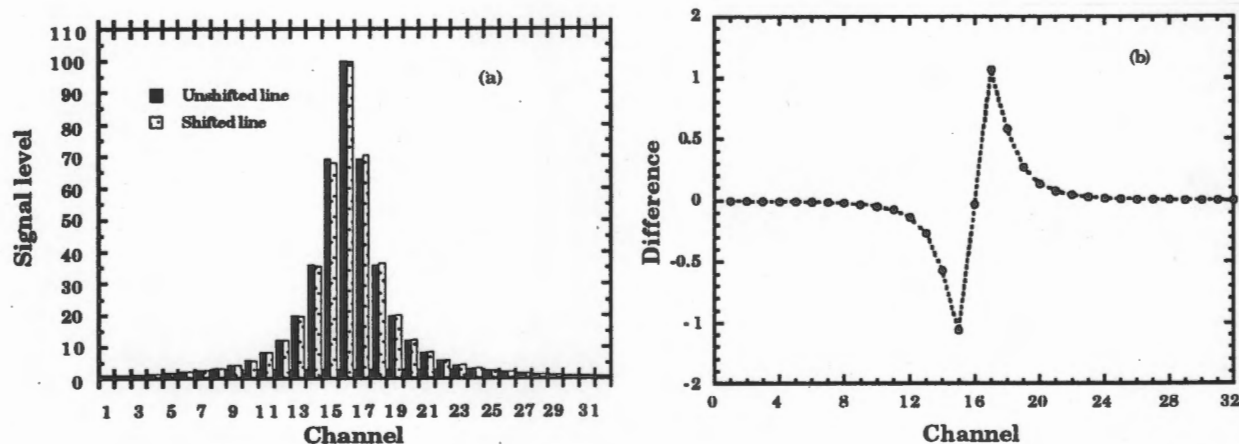 110
100
90
80
70
60
50
40
30
20
10
0
Signal level
(a)
Unshifted line
Shifted line
1 3 5 7 9 11 13 15 17 19 21 23 25 27 29 31
Channel
2
1
0.5
0
-0.5
-1
-2
Difference
(b)
0 4 8 12 16 20 24 28 32
Channel